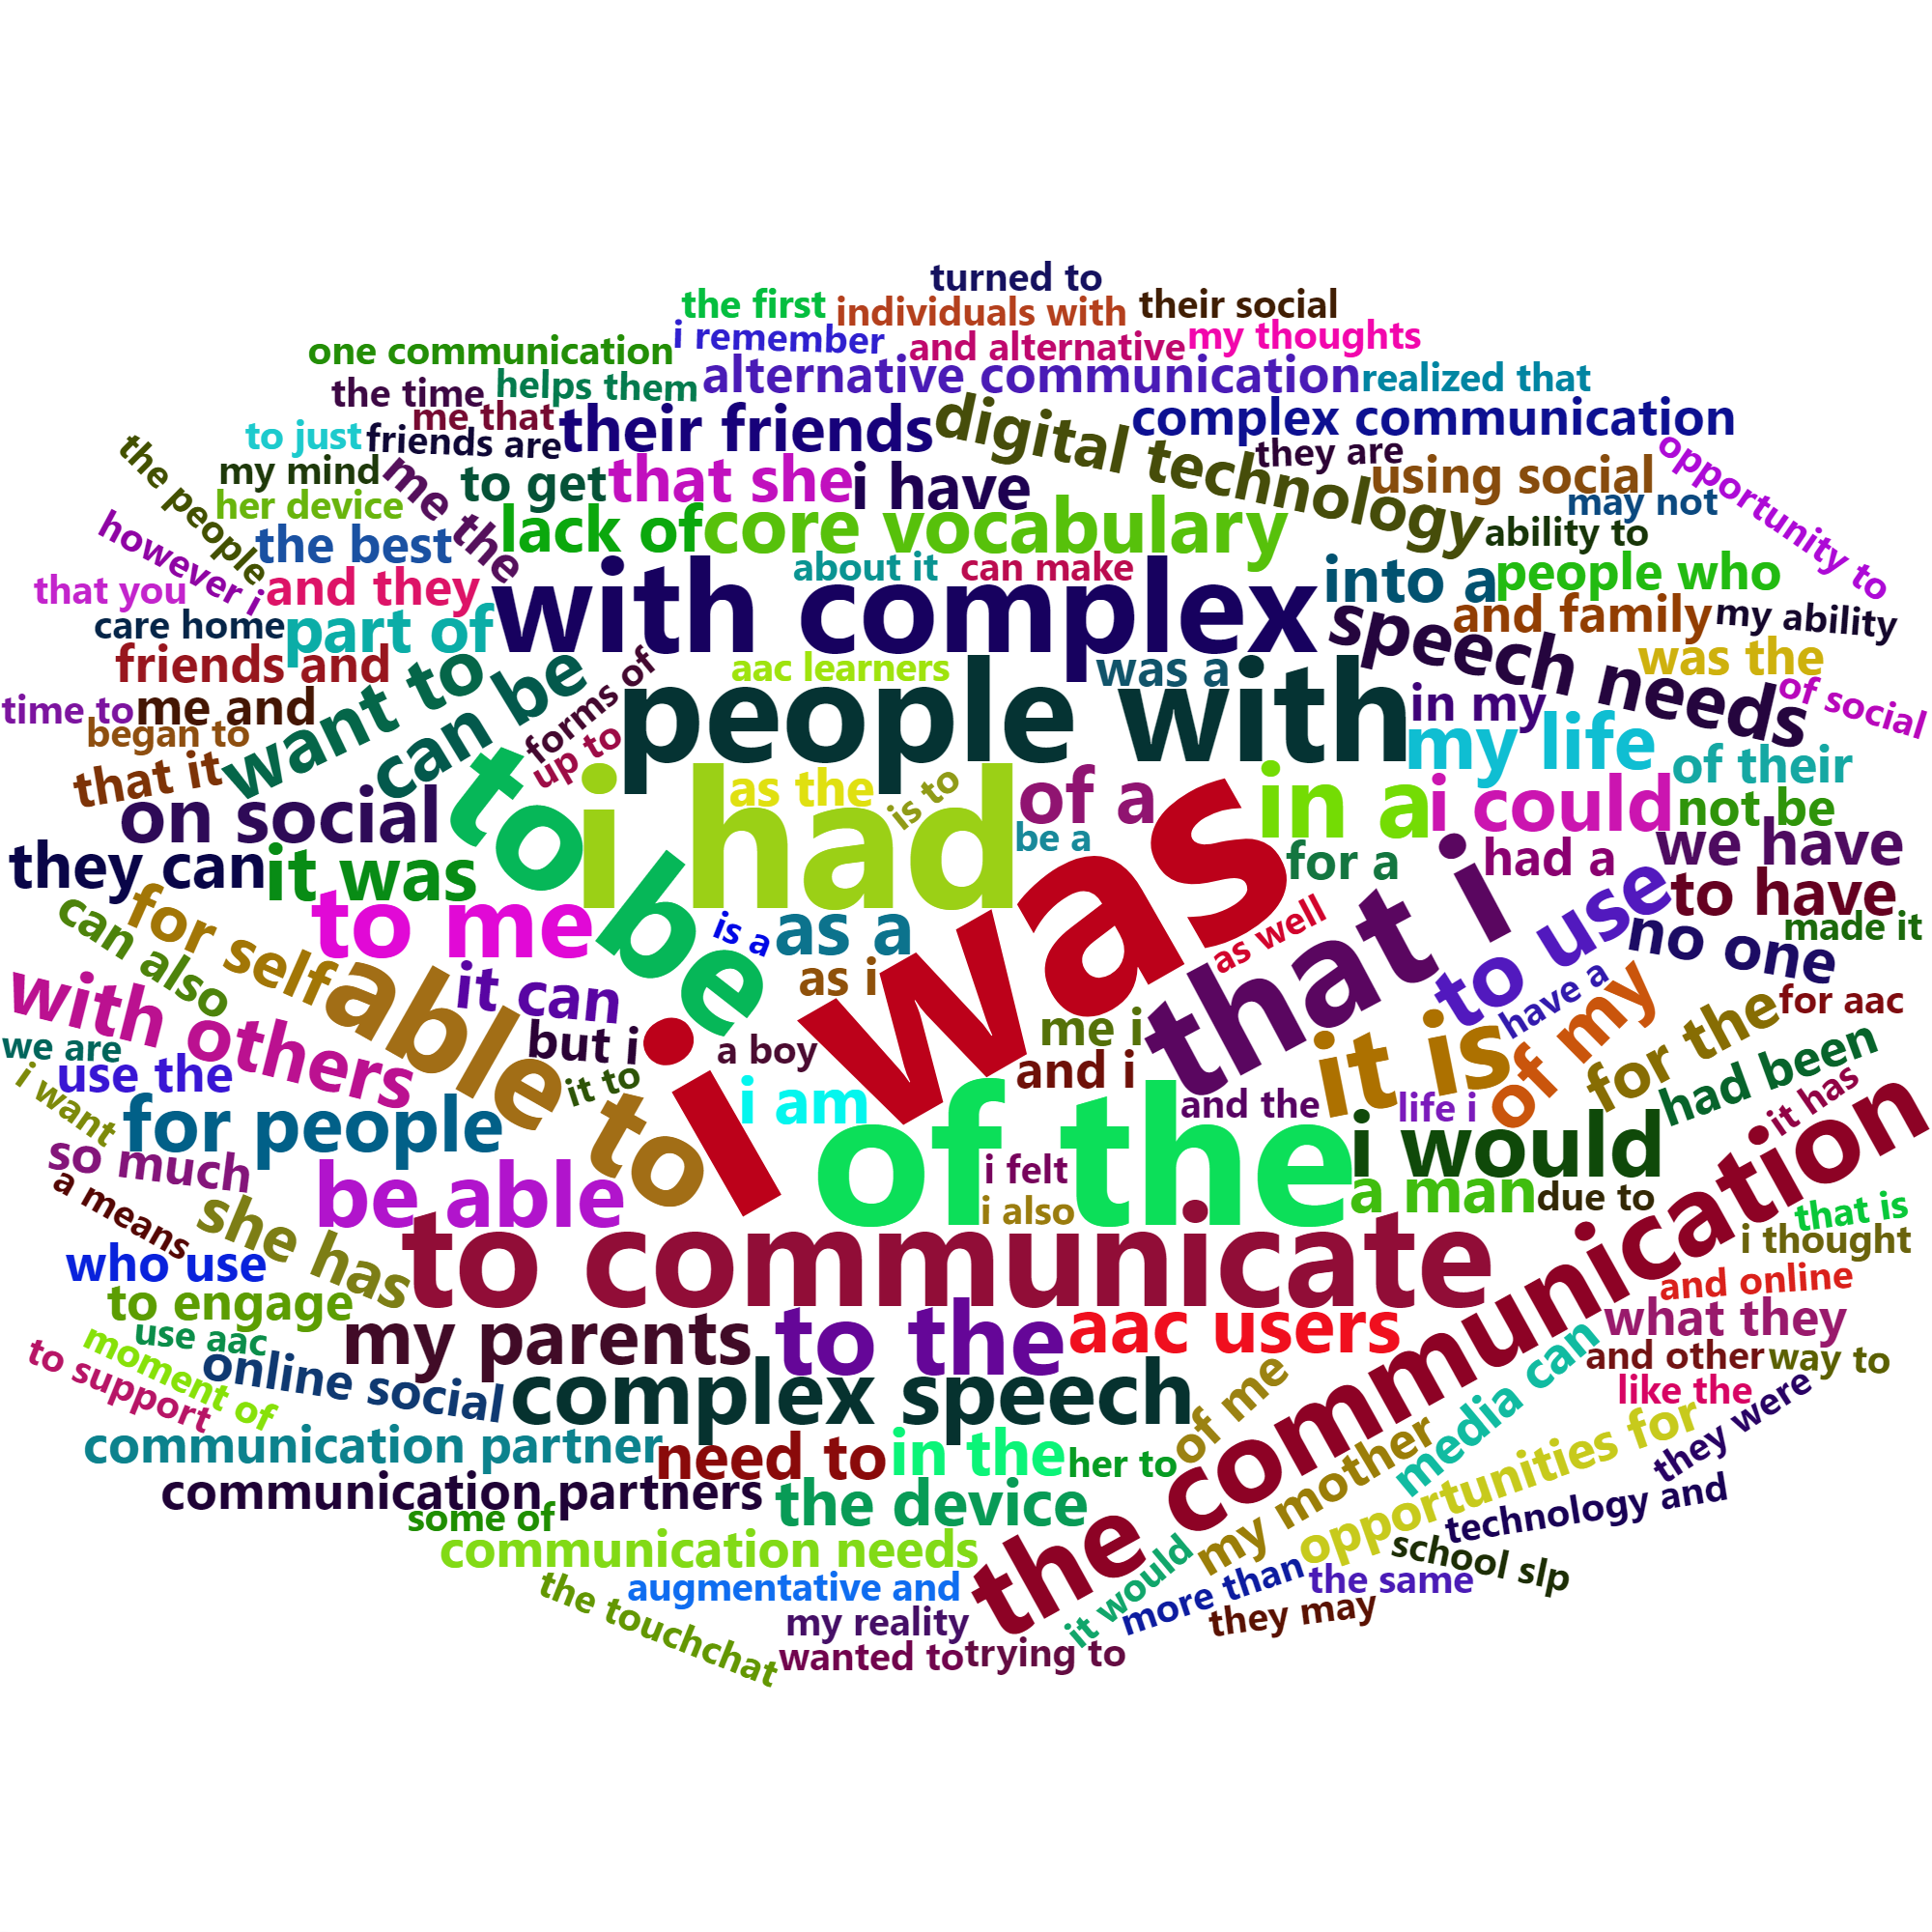 turned to
the first
individuals with
their social
i remember
and alternative
my thoughts
one communication
alternative communication
realized that
the time
helps them
me that
their friends
digital technology
complex communication
to just
friends are
they are
opportunity to
the people
my mind
me the
to get
that she
i have
using social
may not
her device
lack of
core vocabulary
ability to
however i
the best
about it
can make
into a
people who
that you
and they
with complex
speech needs
and family
my ability
care home
part of
friends and
want to
can be
forms of
aac learners
was a
was the
of social
time to
me and
people with
in my
my life
began to
up to
that it
to be
i had
as the
is to
of a
in a
i could
of their
on social
be a
not be
they can
it was
for a
had a
we have
can also
for self
to me
is a
as a
i was
as well
that i
to use
to have
no one
made it
with others
able to
it can
as i
have a
of my
for the
for aac
we are
but i
a boy
me i
it is
had been
i want
use the
it to
i am
and i
and the
life i
it has
for people
of the
i would
so much
be able
i felt
a man
due to
the communication
a means
she has
i also
that is
who use
to communicate
i thought
to engage
and online
use aac
my parents
to the
aac users
what they
moment of
to support
online social
complex speech
of me
media can
and other
way to
like the
they were
communication partner
need to
in the
her to
my mother
opportunities for
communication partners
the device
technology and
some of
communication needs
it would
school slp
the touchchat
augmentative and
more than
the same
my reality
they may
wanted to
trying to